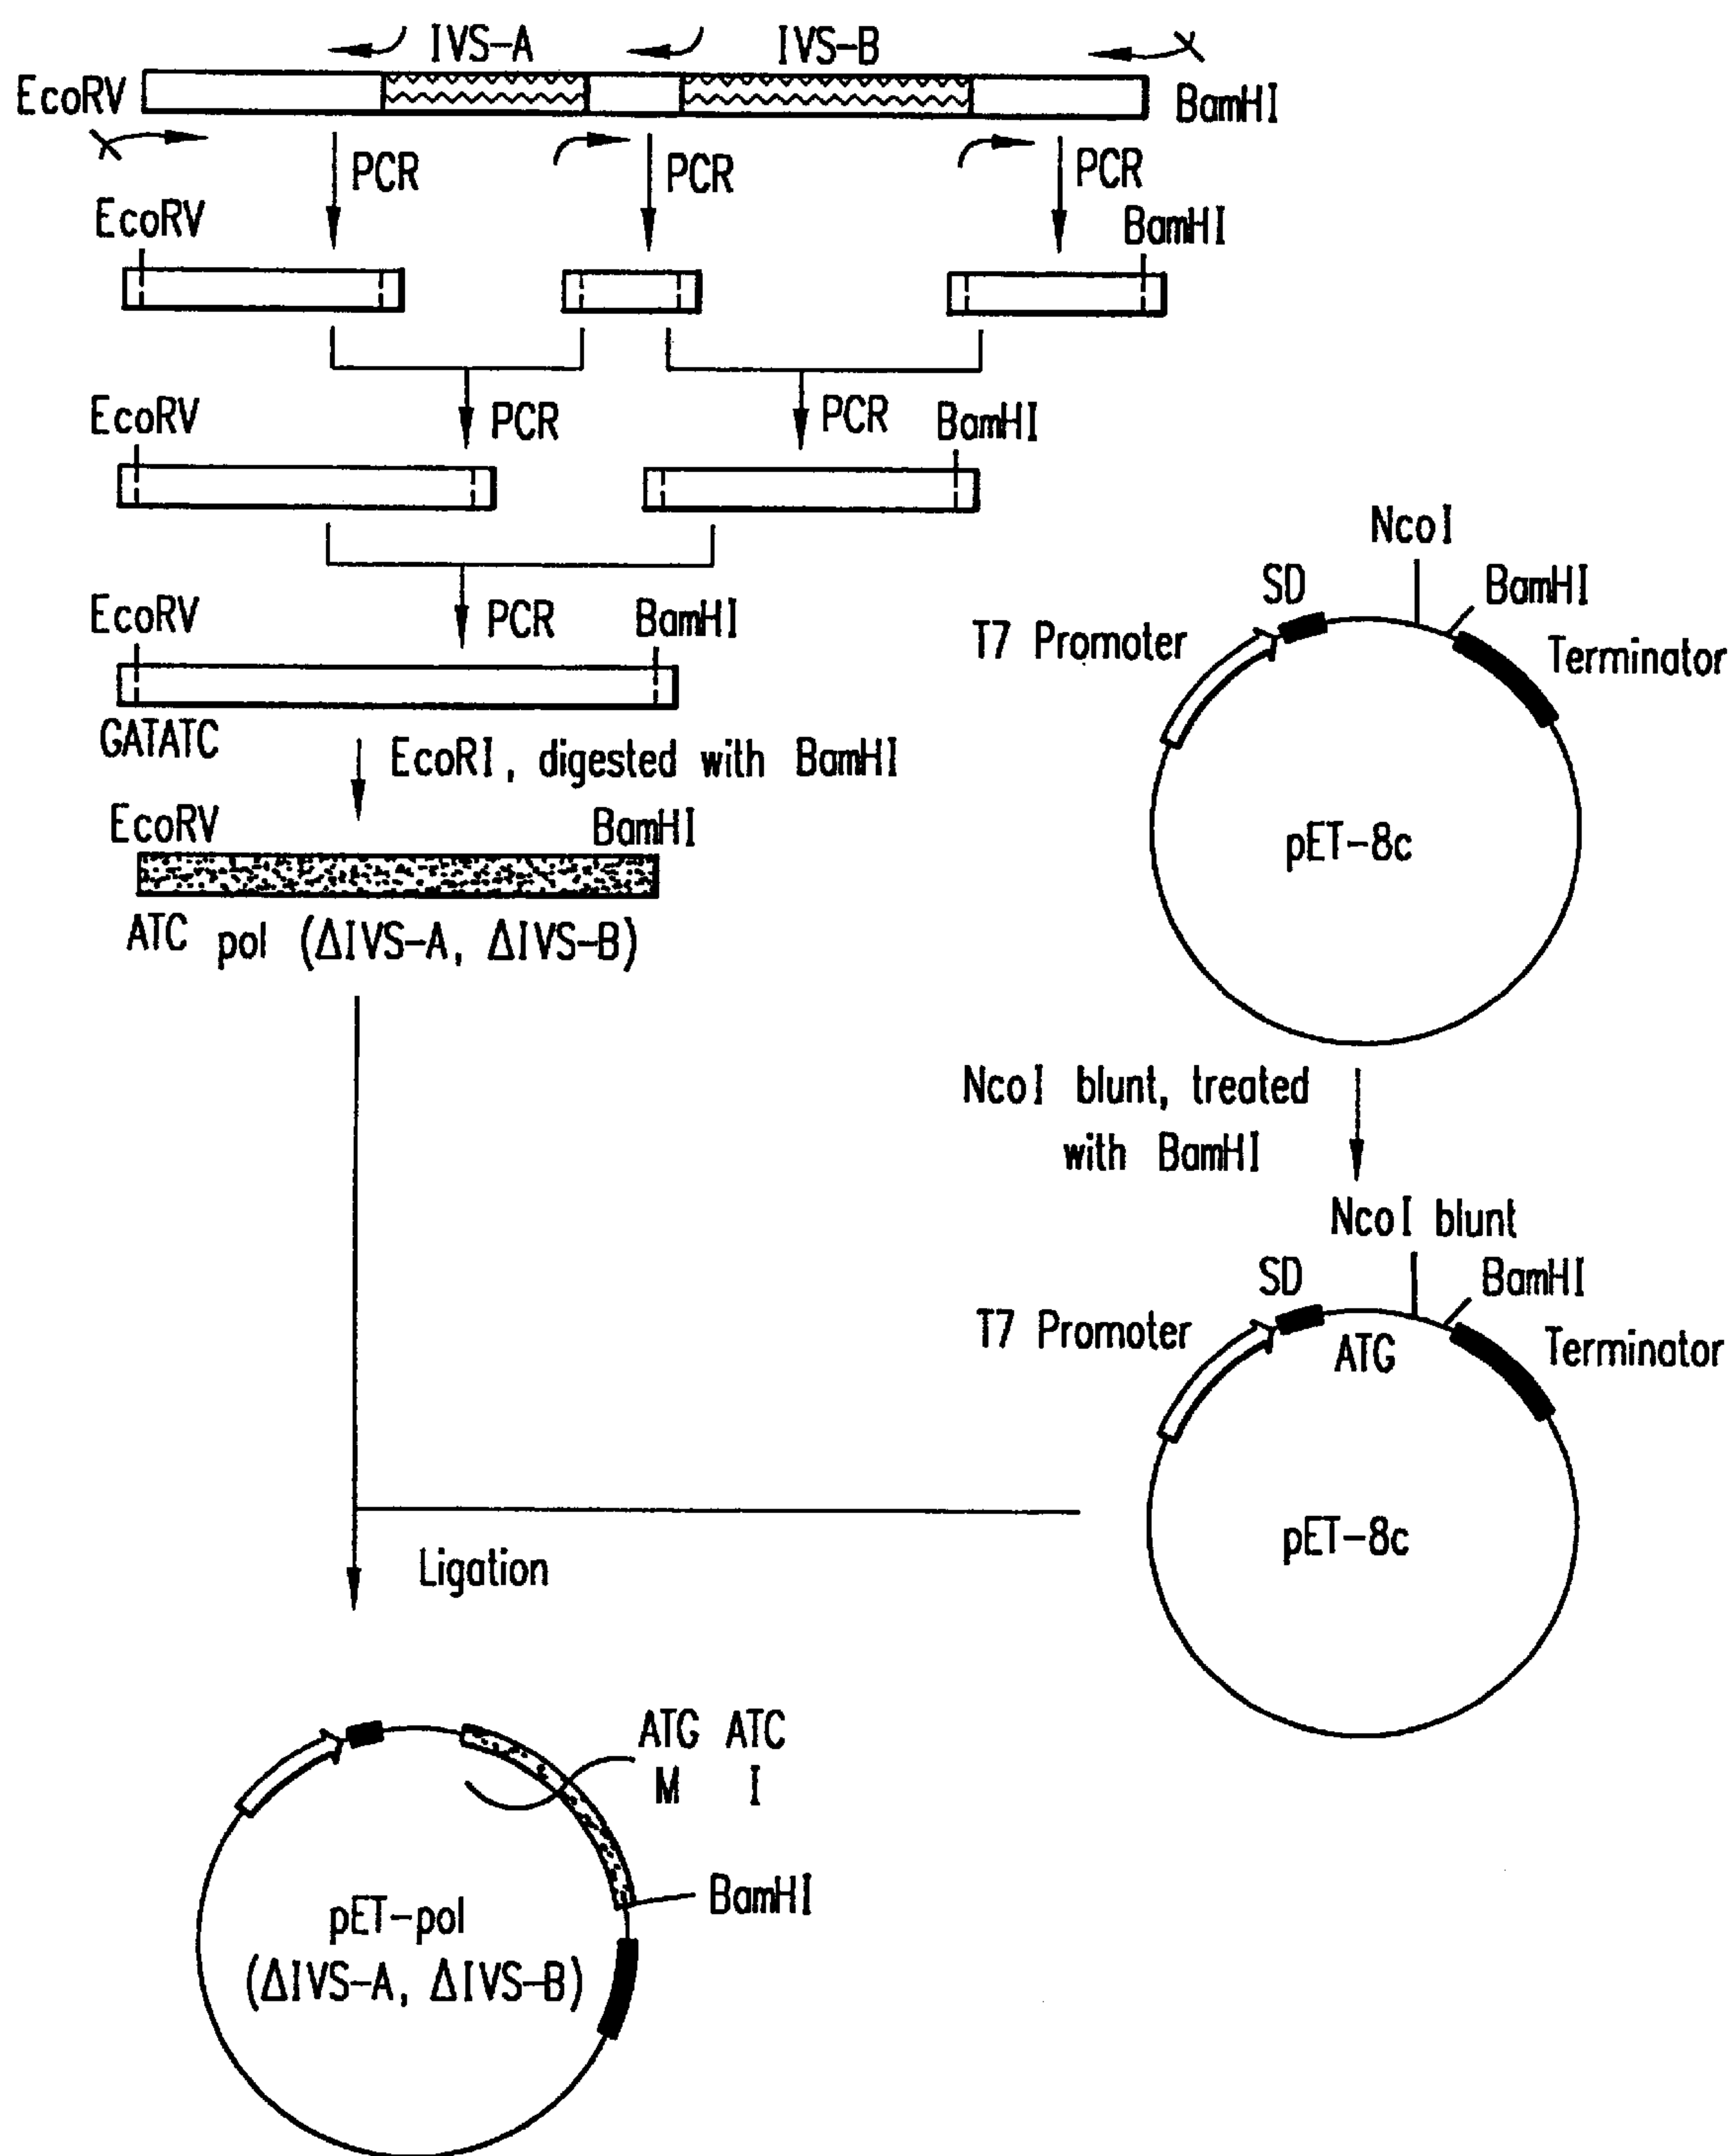 IVS-A
IVS-B
EcoRV
BamHI
PCR
PCR
PCR
EcoRV
BamHI
EcoRV
PCR
PCR
BamHI
EcoRV
PCR
BamHI
GATATC
EcoRI, digested with BamHI
EcoRV
BamHI
ATC pol (ΔIVS-A, ΔIVS-B)
NcoI
SD
BamHI
T7 Promoter
Terminator
pET-8c
NcoI blunt, treated
with BamHI
NcoI blunt
SD
BamHI
T7 Promoter
ATG
Terminator
pET-8c
Ligation
ATG ATC
M I
BamHI
pET-pol
(ΔIVS-A, ΔIVS-B)